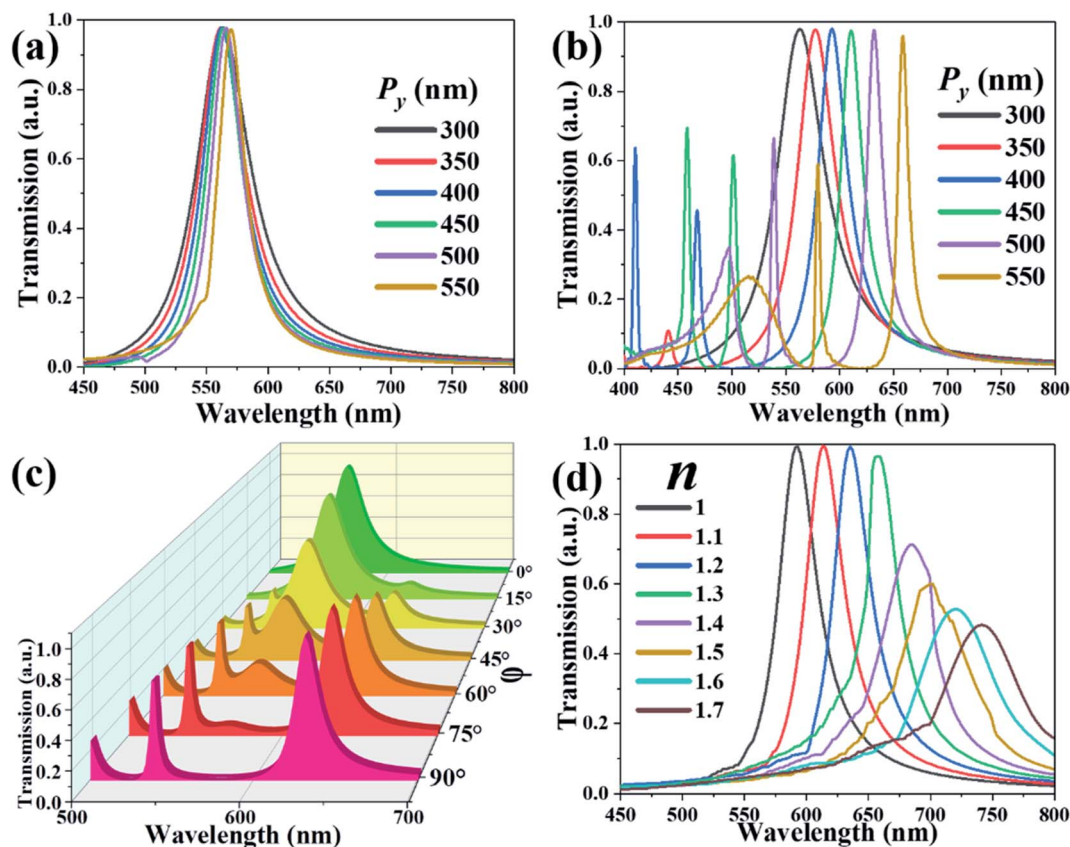 (a)
Transmission (a.u.)
1.0
0.8
0.6
0.4
0.2
0.0
450 500 550 600 650 700 750 800
Wavelength (nm)
P_y (nm)
300
350
400
450
500
550
(b)
Transmission (a.u.)
1.0
0.8
0.6
0.4
0.2
0.0
400 450 500 550 600 650 700 750 800
Wavelength (nm)
P_y (nm)
300
350
400
450
500
550
(c)
Transmission (a.u.)
1.0
0.8
0.6
0.4
0.2
0.0
500 600 700
Wavelength (nm)
0°
15°
30°
45°
60°
75°
90°
φ
(d)
Transmission (a.u.)
1.0
0.8
0.6
0.4
0.2
0.0
450 500 550 600 650 700 750 800
Wavelength (nm)
n
1
1.1
1.2
1.3
1.4
1.5
1.6
1.7